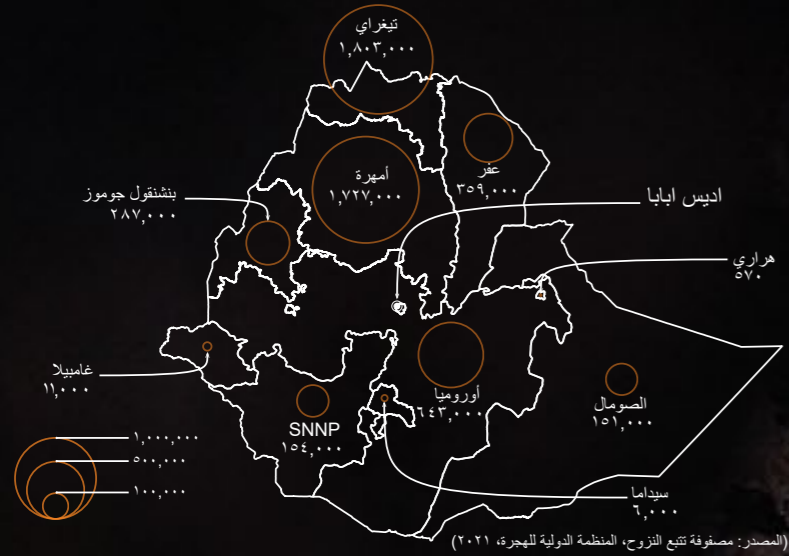 تيغراي
١,٨٠٣,٠٠٠
عفر
٣٥٩,٠٠٠
أمهرة
١,٧٢٧,٠٠٠
بنشنقول جوموز
٢٨٧,٠٠٠
اديس ابابا
هراري
٥٧٠
غامبيلا
١١,٠٠٠
أوروميا
٦٤٣,٠٠٠
الصومال
١٥١,٠٠٠
SNNP
١٥٤,٠٠٠
سيداما
٦,٠٠٠
١,٠٠٠,٠٠٠
٥٠٠,٠٠٠
١٠٠,٠٠٠
(المصدر: مصفوفة تتبع النزوح، المنظمة الدولية للهجرة، ٢٠٢١)